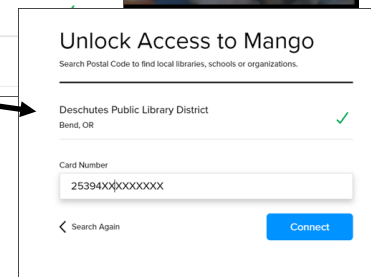 Unlock Access to Mango
Search Postal Code to find local libraries, schools or organizations.
Deschutes Public Library District
Bend, OR
Card Number
25394XXXXXXXXX
Search Again
Connect